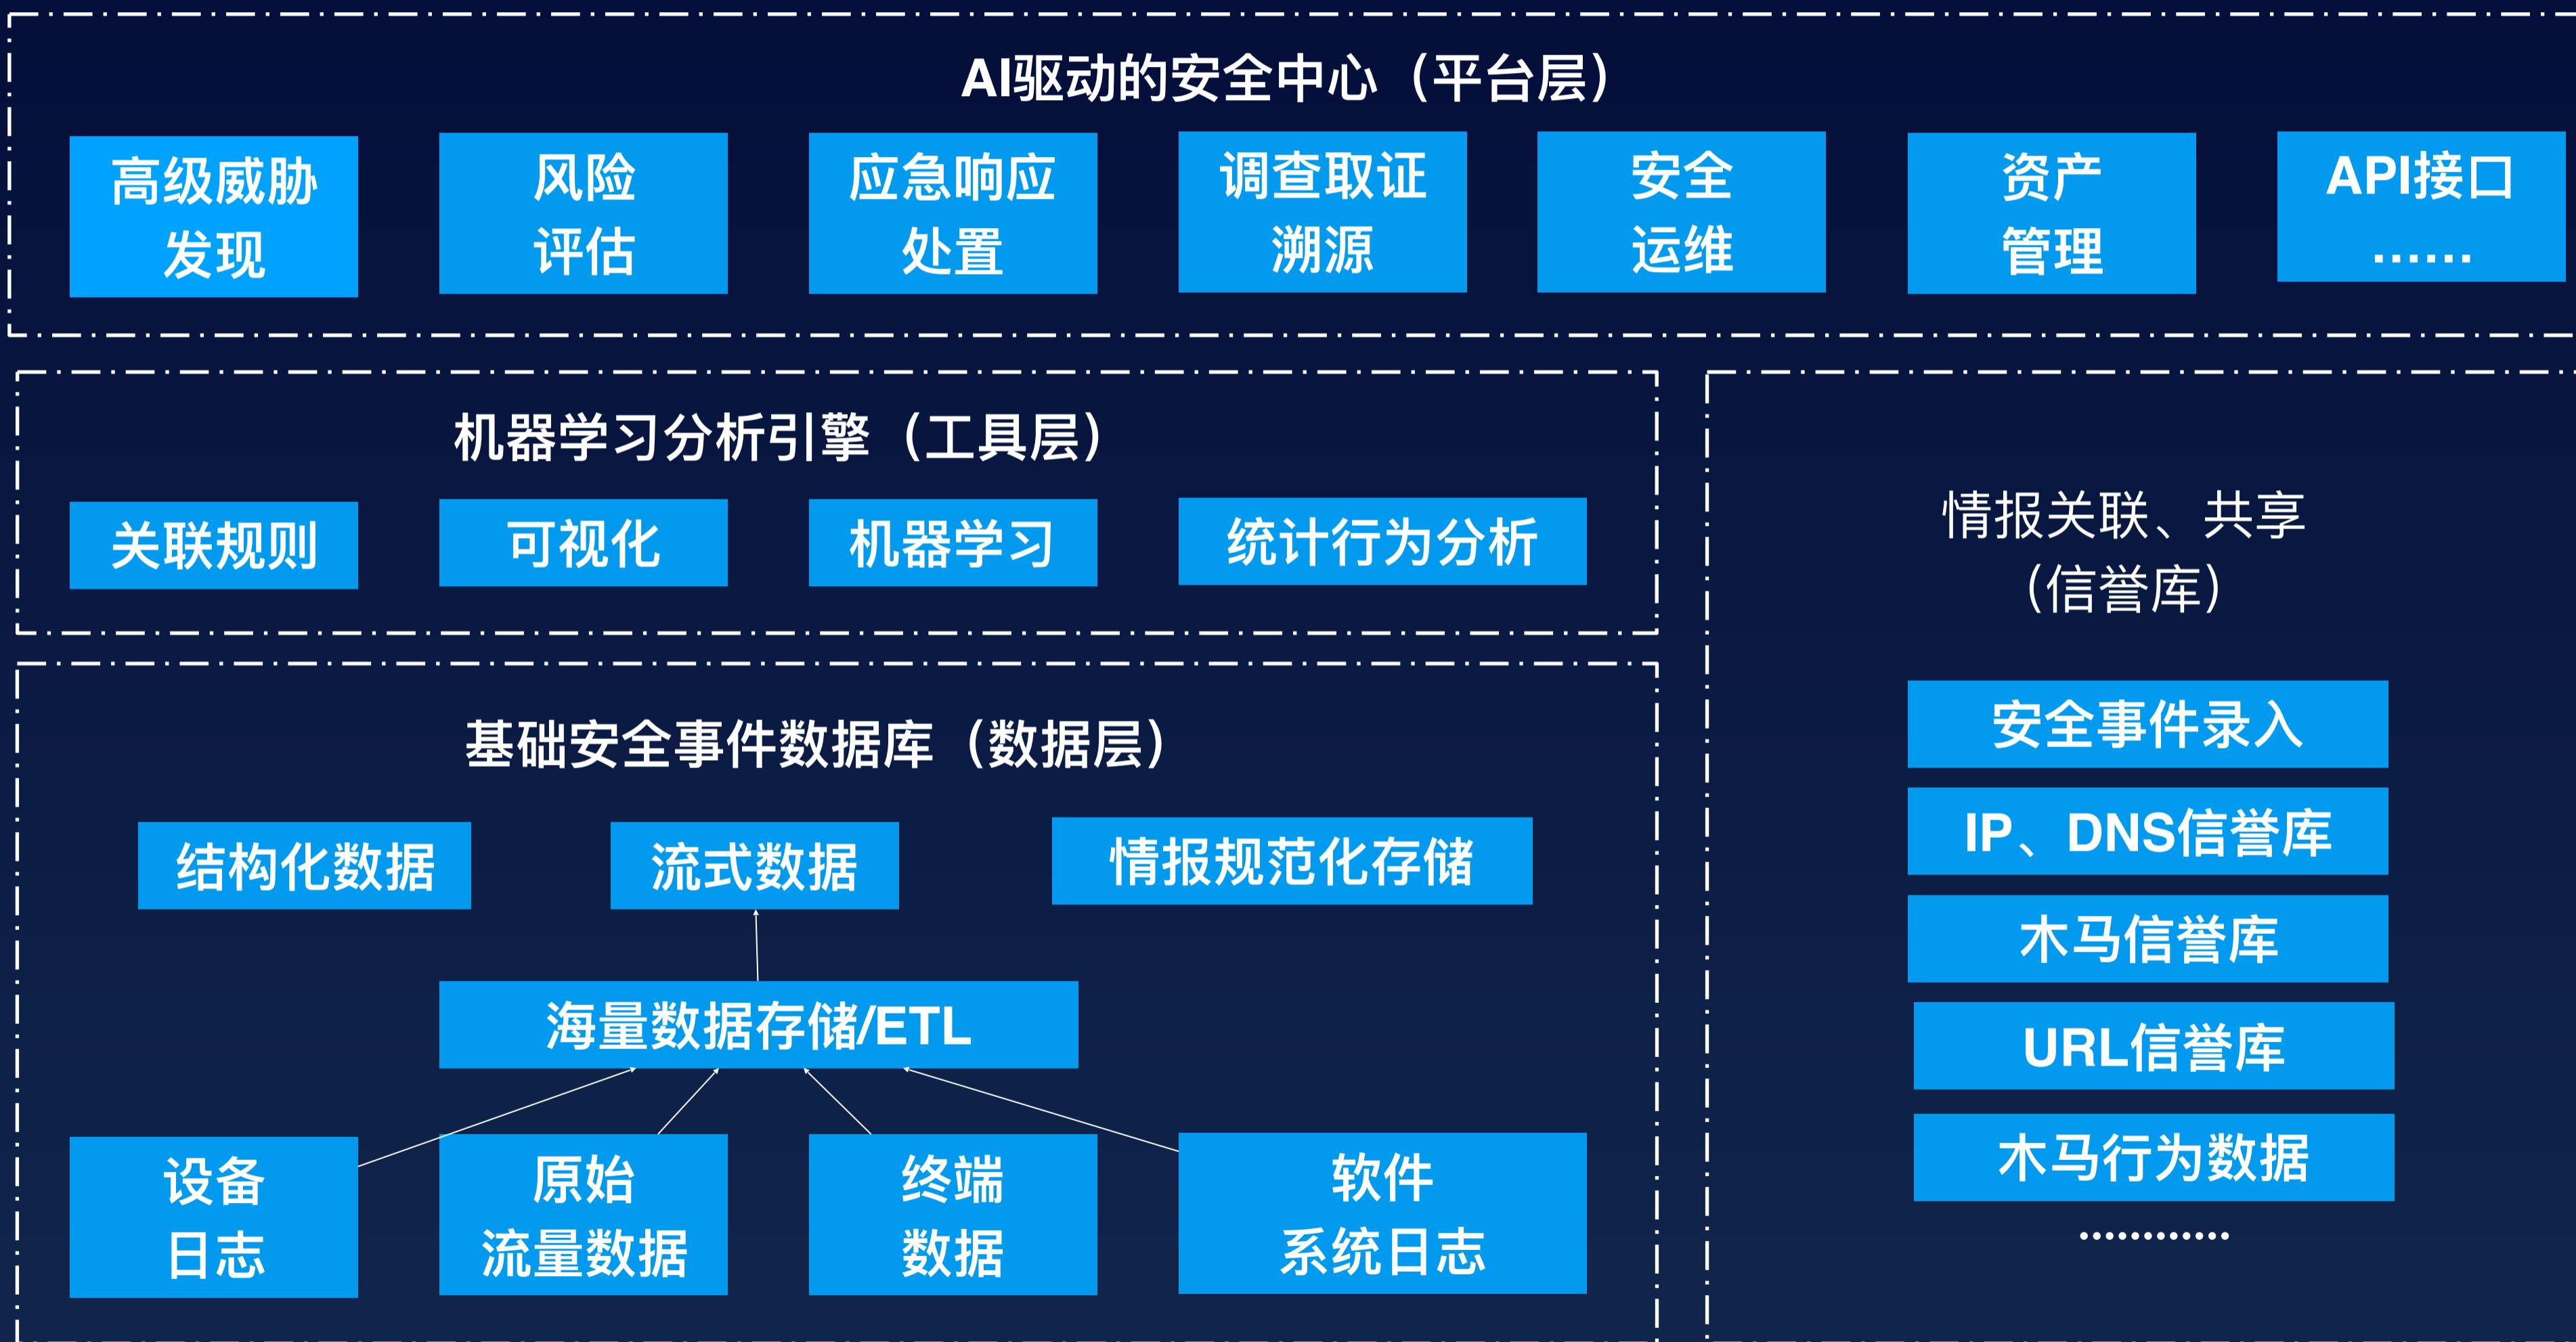 AI驱动的安全中心（平台层）
高级威胁
发现
风险
评估
应急响应
处置
调查取证
溯源
安全
运维
资产
管理
API接口
……
机器学习分析引擎（工具层）
关联规则
可视化
机器学习
统计行为分析
基础安全事件数据库（数据层）
结构化数据
流式数据
情报规范化存储
海量数据存储/ETL
设备
日志
原始
流量数据
终端
数据
软件
系统日志
情报关联、共享
（信誉库）
安全事件录入
IP、DNS信誉库
木马信誉库
URL信誉库
木马行为数据
…………